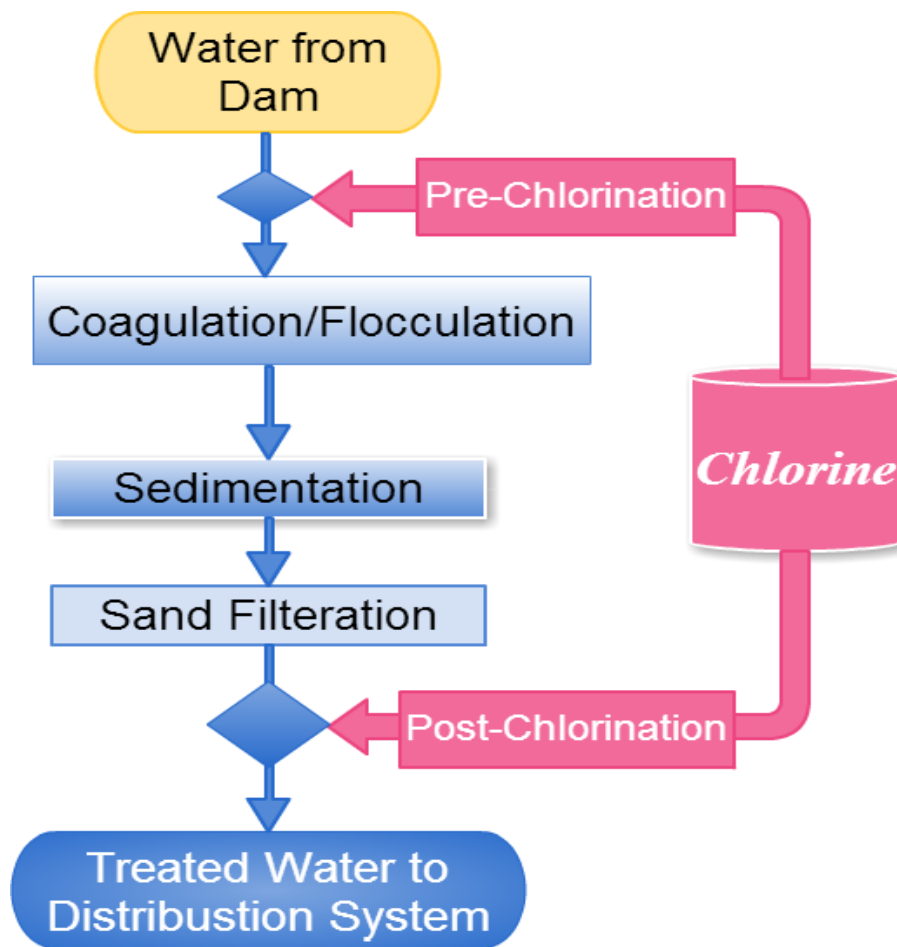 Water from
Dam
Pre-Chlorination
Coagulation/Flocculation
Chlorine
Sedimentation
Sand Filteration
Post-Chlorination
Treated Water to
Distribustion System